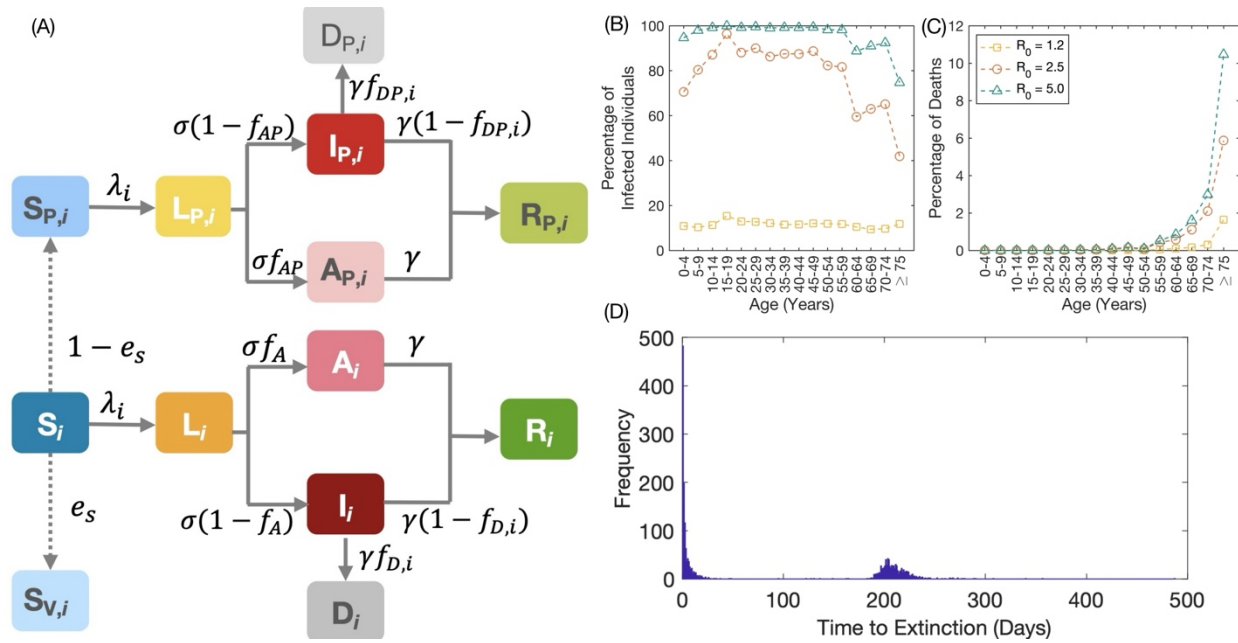 (A)
D_{P,i}
γf_{DP,i}
σ(1 − f_{AP})
I_{P,i}
γ(1 − f_{DP,i})
S_{P,i}
λ_i
L_{P,i}
R_{P,i}
σf_{AP}
A_{P,i}
γ
1 − e_s
σf_A
A_i
γ
S_i
λ_i
L_i
R_i
e_s
σ(1 − f_A)
I_i
γ(1 − f_{D,i})
γf_{D,i}
S_{V,i}
D_i
(B)
Percentage of
Infected Individuals
100
80
60
40
20
0
0-4
5-9
10-14
15-19
20-24
25-29
30-34
35-39
40-44
45-49
50-54
55-59
60-64
65-69
70-74
≥ 75
Age (Years)
(C)
Percentage of Deaths
12
10
8
6
4
2
0
R_0 = 1.2
R_0 = 2.5
R_0 = 5.0
0-4
5-9
10-14
15-19
20-24
25-29
30-34
35-39
40-44
45-49
50-54
55-59
60-64
65-69
70-74
≥ 75
Age (Years)
(D)
Frequency
500
400
300
200
100
0
0
100
200
300
400
500
Time to Extinction (Days)